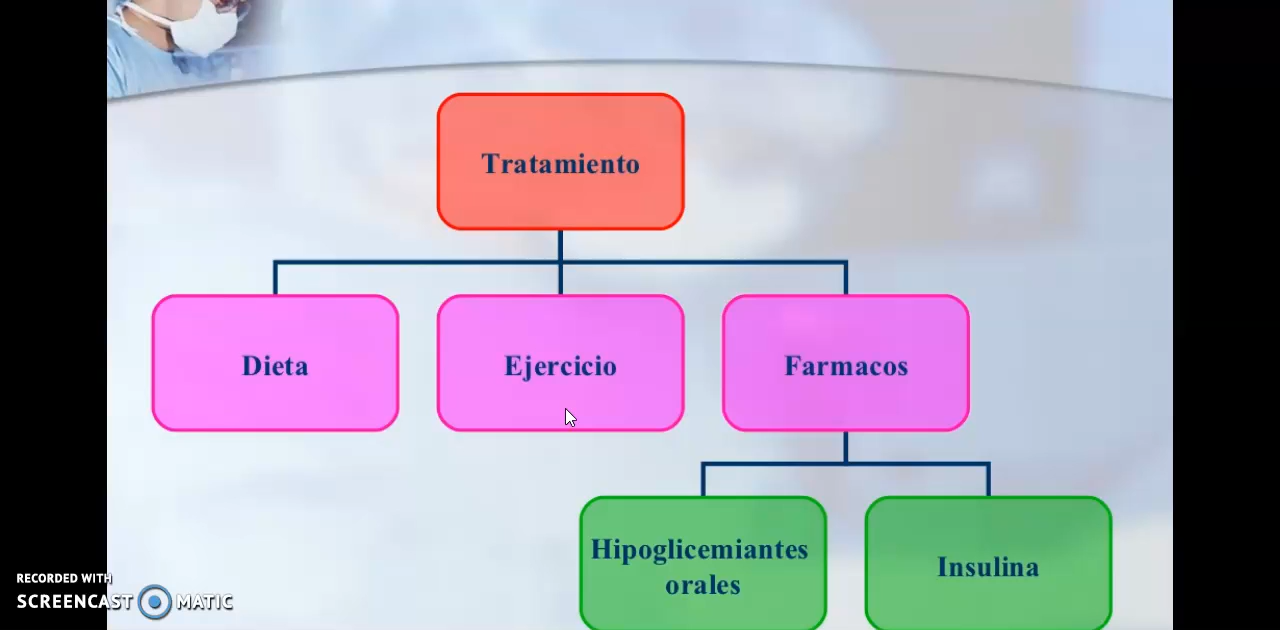 Tratamiento
Dieta
Ejercicio
Farmacos
Hipoglicemiantes
orales
Insulina
RECORDED WITH
SCREENCAST MATIC